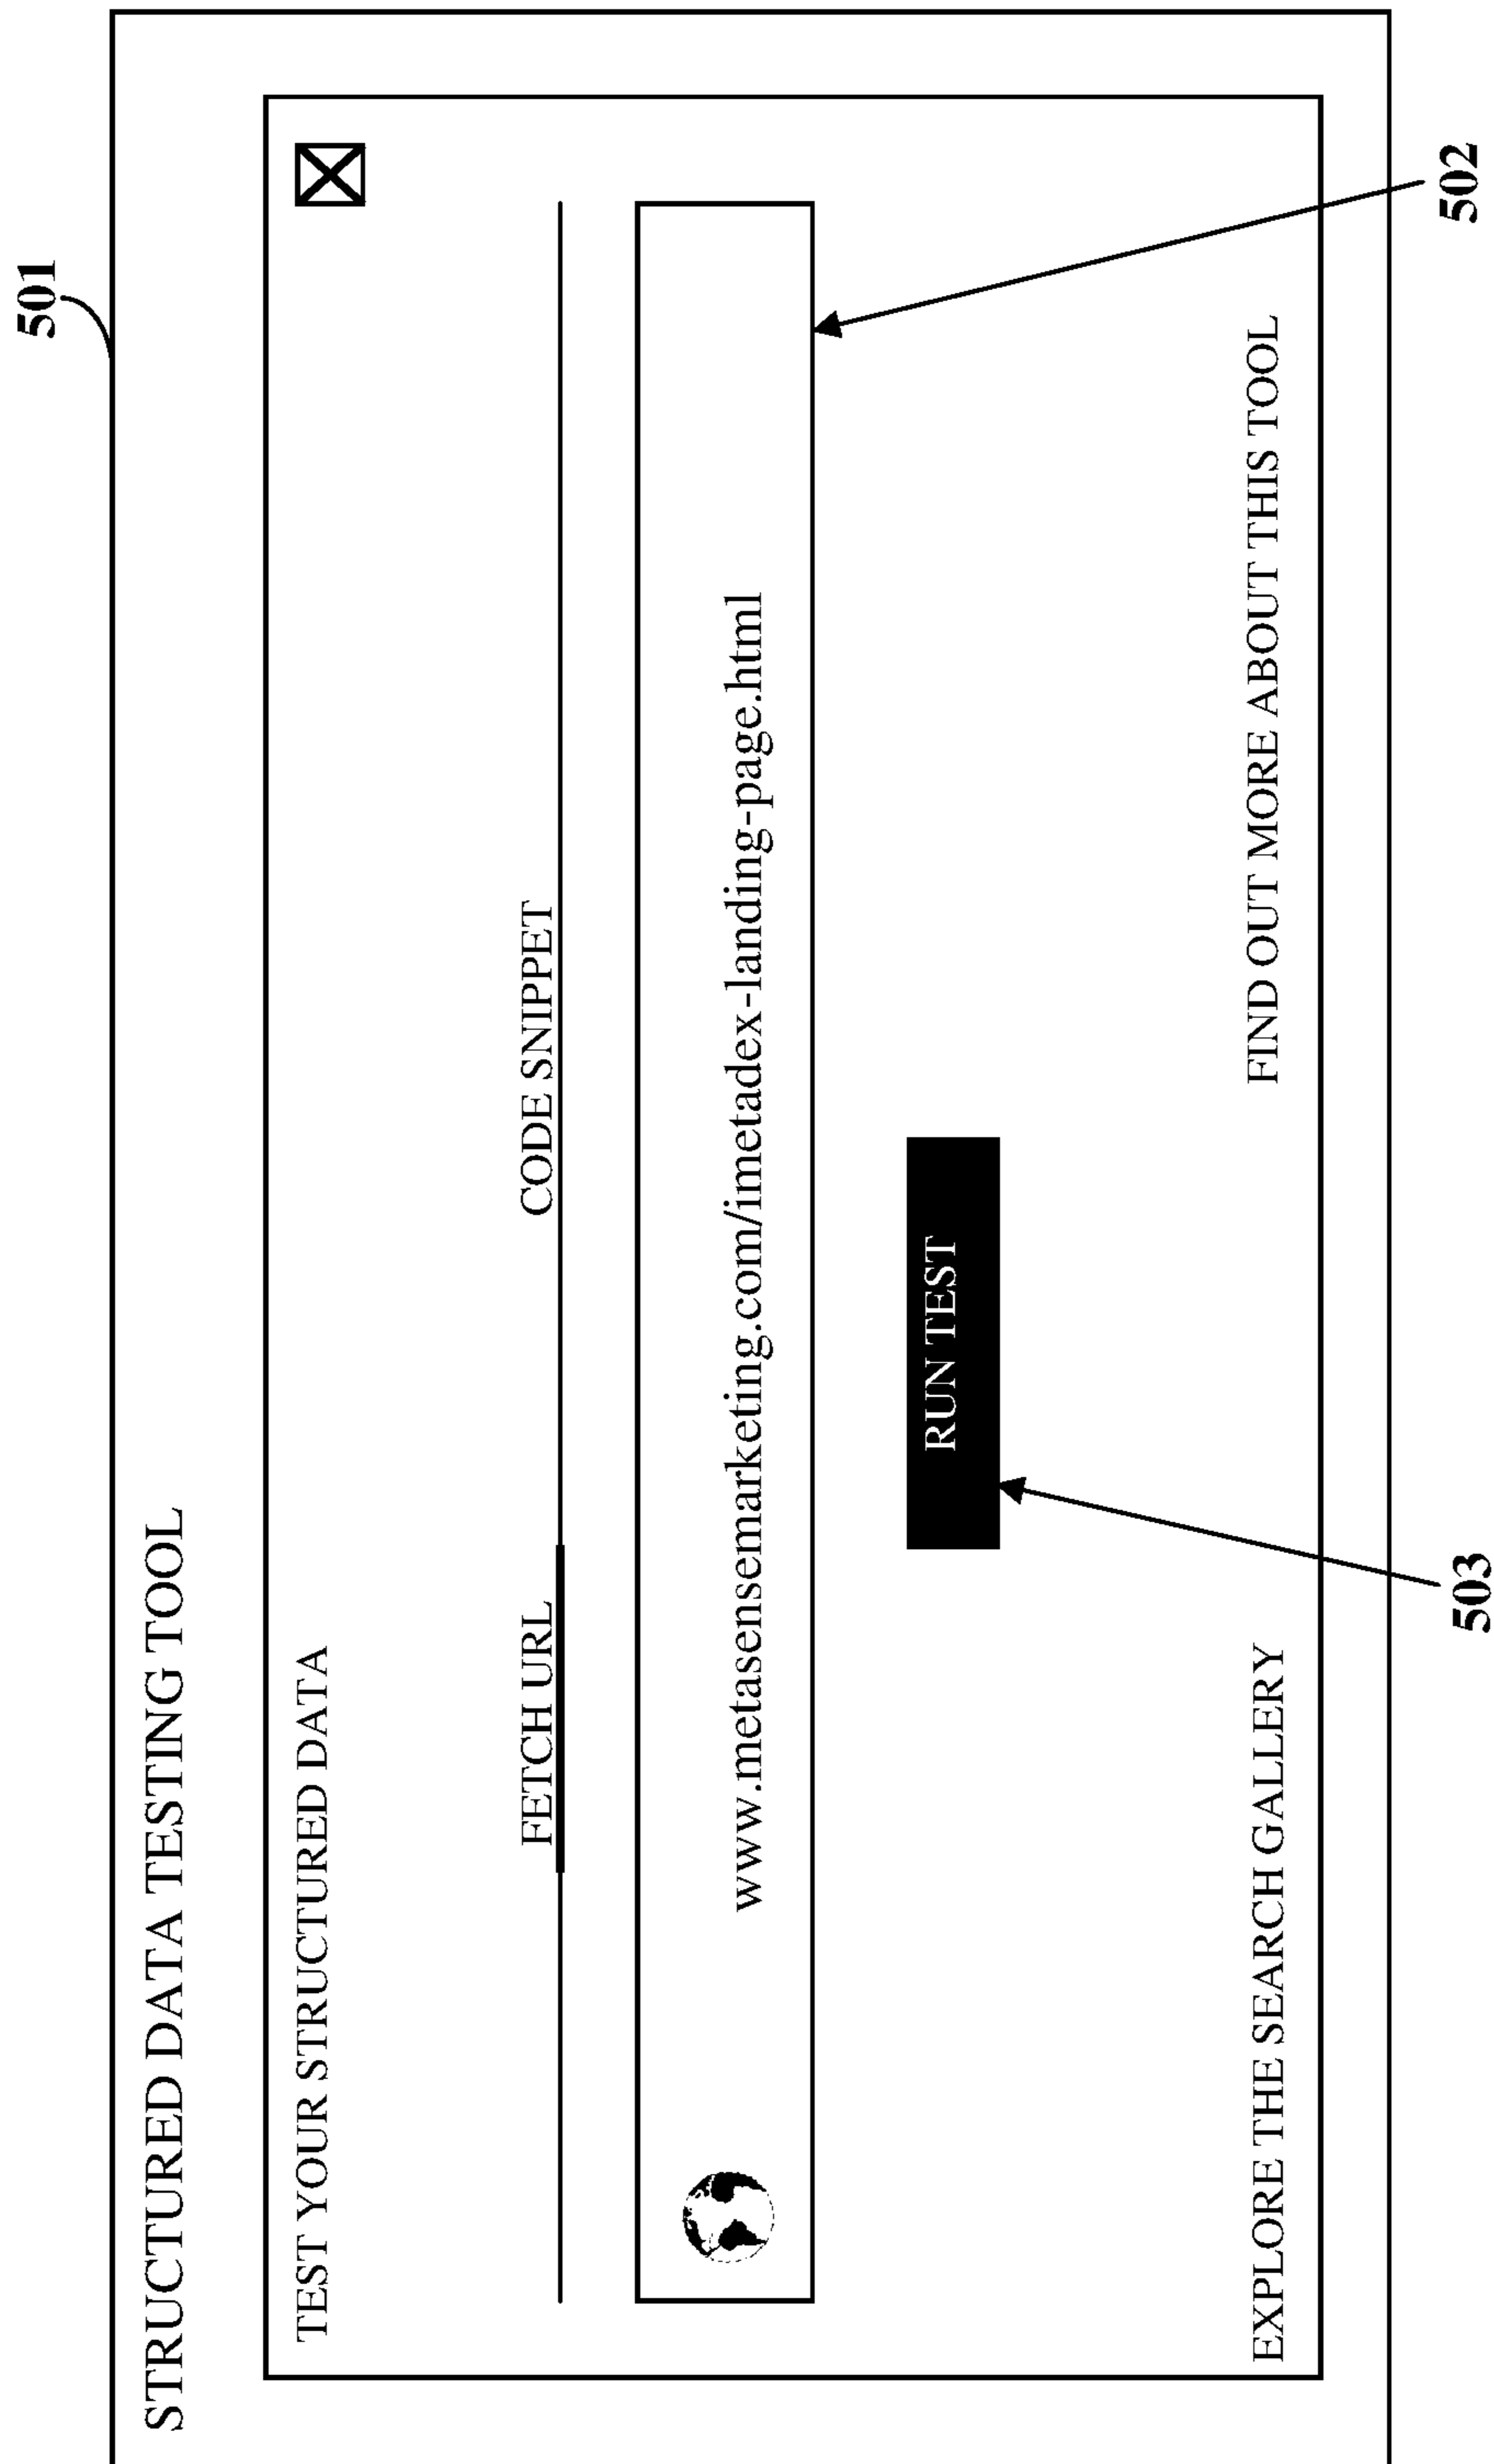 501
STRUCTURED DATA TESTING TOOL
TEST YOUR STRUCTURED DATA
FETCH URL
CODE SNIPPET
www.metasensemarketing.com/imetadex-landing-page.html
RUN TEST
EXPLORE THE SEARCH GALLERY
FIND OUT MORE ABOUT THIS TOOL
503
502